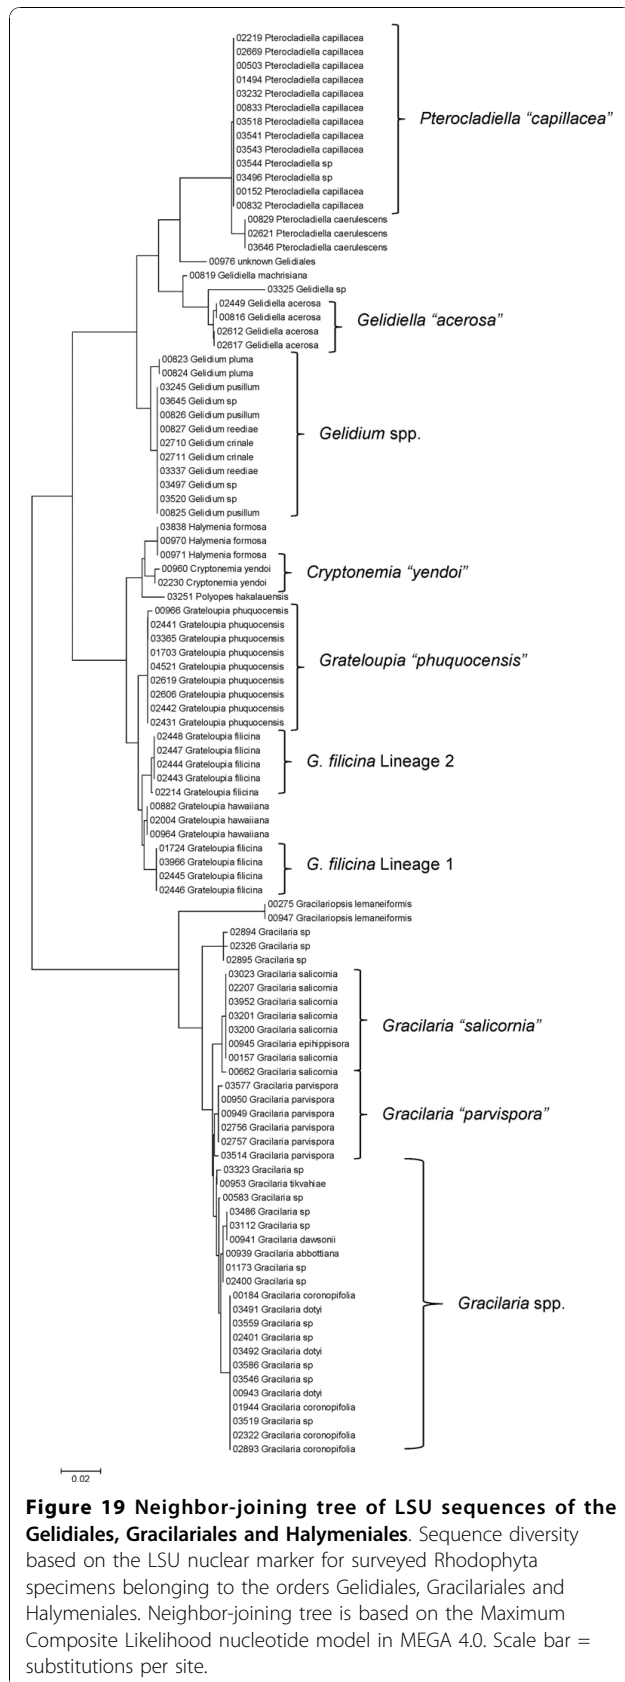 02219 Pterocladiella capillacea
02669 Pterocladiella capillacea
00503 Pterocladiella capillacea
01494 Pterocladiella capillacea
03232 Pterocladiella capillacea
00833 Pterocladiella capillacea
03518 Pterocladiella capillacea
03541 Pterocladiella capillacea
03543 Pterocladiella capillacea
03544 Pterocladiella sp
03496 Pterocladiella sp
00152 Pterocladiella capillacea
00832 Pterocladiella capillacea
Pterocladiella “capillacea”
00829 Pterocladiella caerulescens
02621 Pterocladiella caerulescens
03646 Pterocladiella caerulescens
00976 unknown Gelidiales
00819 Gelidiella machrisiana
03325 Gelidiella sp
02449 Gelidiella acerosa
00816 Gelidiella acerosa
02612 Gelidiella acerosa
02617 Gelidiella acerosa
Gelidiella “acerosa”
00823 Gelidium pluma
00824 Gelidium pluma
03245 Gelidium pusillum
03645 Gelidium sp
00826 Gelidium pusillum
00827 Gelidium reediae
02710 Gelidium crinale
02711 Gelidium crinale
03337 Gelidium reediae
03497 Gelidium sp
03520 Gelidium sp
00825 Gelidium pusillum
Gelidium spp.
03838 Halymenia formosa
00970 Halymenia formosa
00971 Halymenia formosa
00960 Cryptonemia yendoi
02230 Cryptonemia yendoi
Cryptonemia “yendoi”
03251 Polyopes hakalauensis
00966 Grateloupia phuquocensis
02441 Grateloupia phuquocensis
03365 Grateloupia phuquocensis
01703 Grateloupia phuquocensis
04521 Grateloupia phuquocensis
02619 Grateloupia phuquocensis
02606 Grateloupia phuquocensis
02442 Grateloupia phuquocensis
02431 Grateloupia phuquocensis
Grateloupia “phuquocensis”
02448 Grateloupia filicina
02447 Grateloupia filicina
02444 Grateloupia filicina
02443 Grateloupia filicina
02214 Grateloupia filicina
G. filicina Lineage 2
00882 Grateloupia hawaiiana
02004 Grateloupia hawaiiana
00964 Grateloupia hawaiiana
01724 Grateloupia filicina
03966 Grateloupia filicina
02445 Grateloupia filicina
02446 Grateloupia filicina
G. filicina Lineage 1
00275 Gracilariopsis lemaneiformis
00947 Gracilariopsis lemaneiformis
02894 Gracilaria sp
02326 Gracilaria sp
02895 Gracilaria sp
03023 Gracilaria salicornia
02207 Gracilaria salicornia
03952 Gracilaria salicornia
03201 Gracilaria salicornia
03200 Gracilaria salicornia
00945 Gracilaria epihippisora
00157 Gracilaria salicornia
00662 Gracilaria salicornia
Gracilaria “salicornia”
03577 Gracilaria parvispora
00950 Gracilaria parvispora
00949 Gracilaria parvispora
02756 Gracilaria parvispora
02757 Gracilaria parvispora
03514 Gracilaria parvispora
Gracilaria “parvispora”
03323 Gracilaria sp
00953 Gracilaria tikvahiae
00583 Gracilaria sp
03486 Gracilaria sp
03112 Gracilaria sp
00941 Gracilaria dawsonii
00939 Gracilaria abbottiana
01173 Gracilaria sp
02400 Gracilaria sp
00184 Gracilaria coronopifolia
03491 Gracilaria dotyi
03559 Gracilaria sp
02401 Gracilaria sp
03492 Gracilaria dotyi
03586 Gracilaria sp
03546 Gracilaria sp
00943 Gracilaria dotyi
01944 Gracilaria coronopifolia
03519 Gracilaria sp
02322 Gracilaria coronopifolia
02893 Gracilaria coronopifolia
Gracilaria spp.
0.02
Figure 19 Neighbor-joining tree of LSU sequences of the
Gelidiales, Gracilariales and Halymeniales. Sequence diversity
based on the LSU nuclear marker for surveyed Rhodophyta
specimens belonging to the orders Gelidiales, Gracilariales and
Halymeniales. Neighbor-joining tree is based on the Maximum
Composite Likelihood nucleotide model in MEGA 4.0. Scale bar =
substitutions per site.